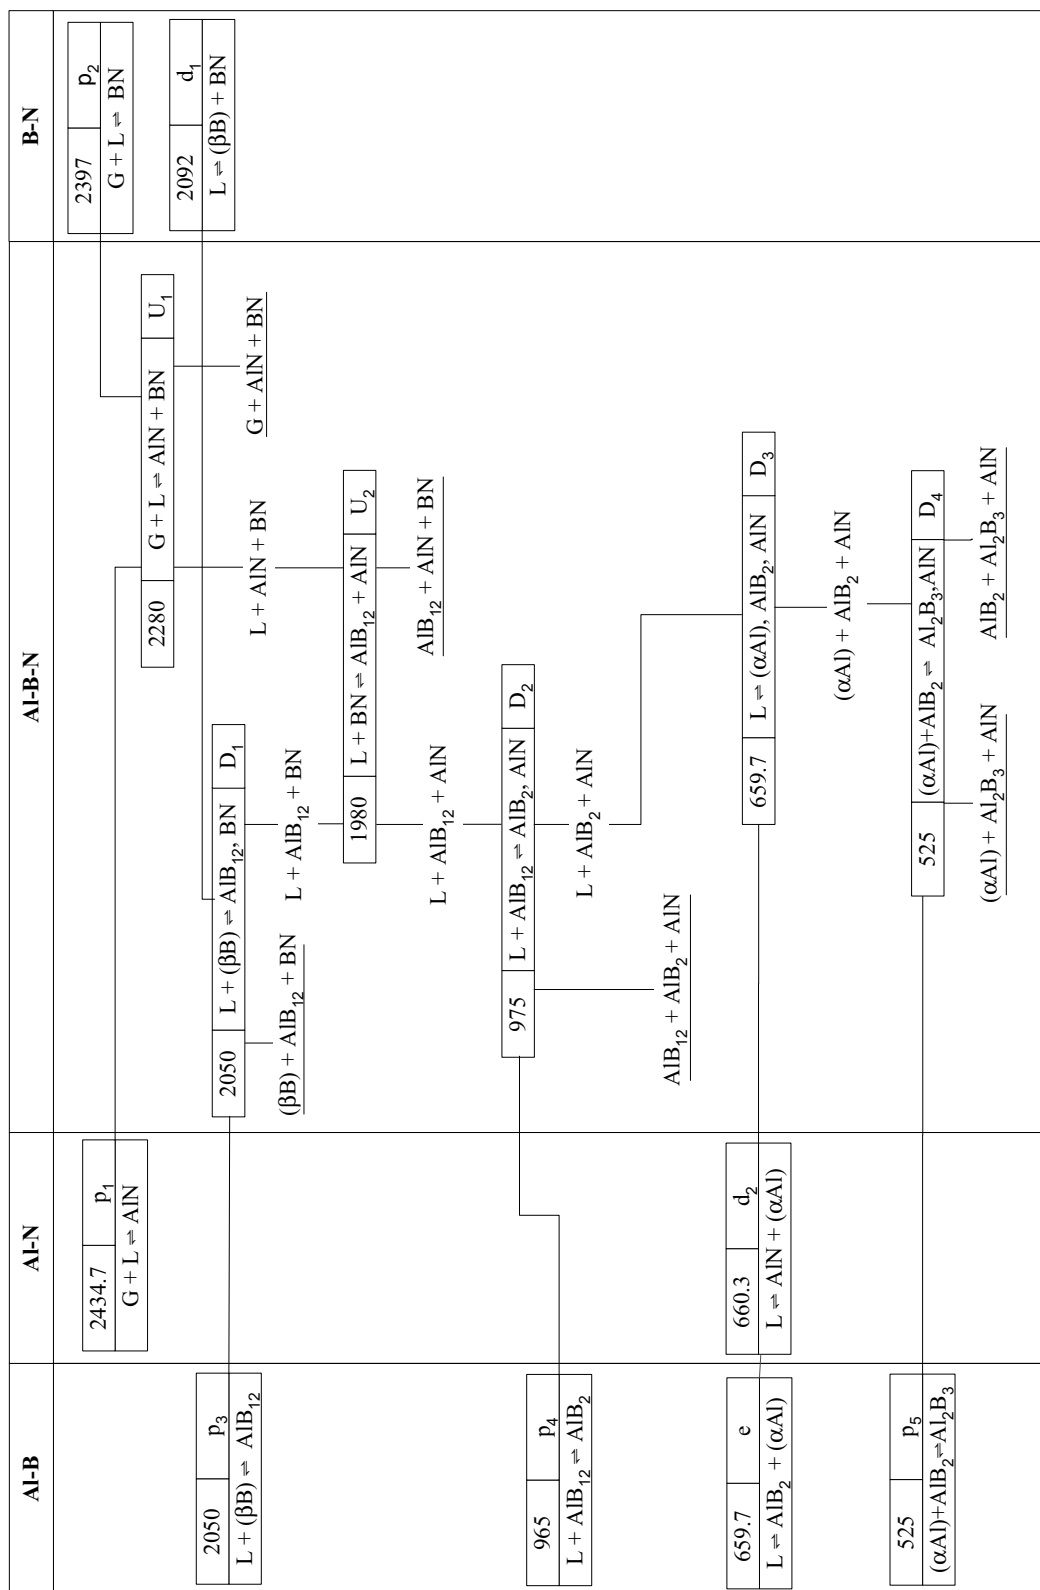 Al-B
Al-N
Al-B-N
B-N
2434.7 p1
G + L ⇌ AlN
2397 p2
G + L ⇌ BN
2280 G + L ⇌ AlN + BN U1
2092 d1
L ⇌ (βB) + BN
2050 p3
L + (βB) ⇌ AlB12
2050 L + (βB) ⇌ AlB12, BN D1
L + AlN + BN
G + AlN + BN
(βB) + AlB12 + BN
L + AlB12 + BN
1980 L + BN ⇌ AlB12 + AlN U2
L + AlB12 + AlN
AlB12 + AlN + BN
965 p4
L + AlB12 ⇌ AlB2
975 L + AlB12 ⇌ AlB2, AlN D2
AlB12 + AlB2 + AlN
L + AlB2 + AlN
659.7 e
L ⇌ AlB2 + (αAl)
660.3 d2
L ⇌ AlN + (αAl)
659.7 L ⇌ (αAl), AlB2, AlN D3
(αAl) + AlB2 + AlN
525 p5
(αAl)+AlB2⇌Al2B3
525 (αAl)+AlB2 ⇌ Al2B3,AlN D4
(αAl) + Al2B3 + AlN
AlB2 + Al2B3 + AlN